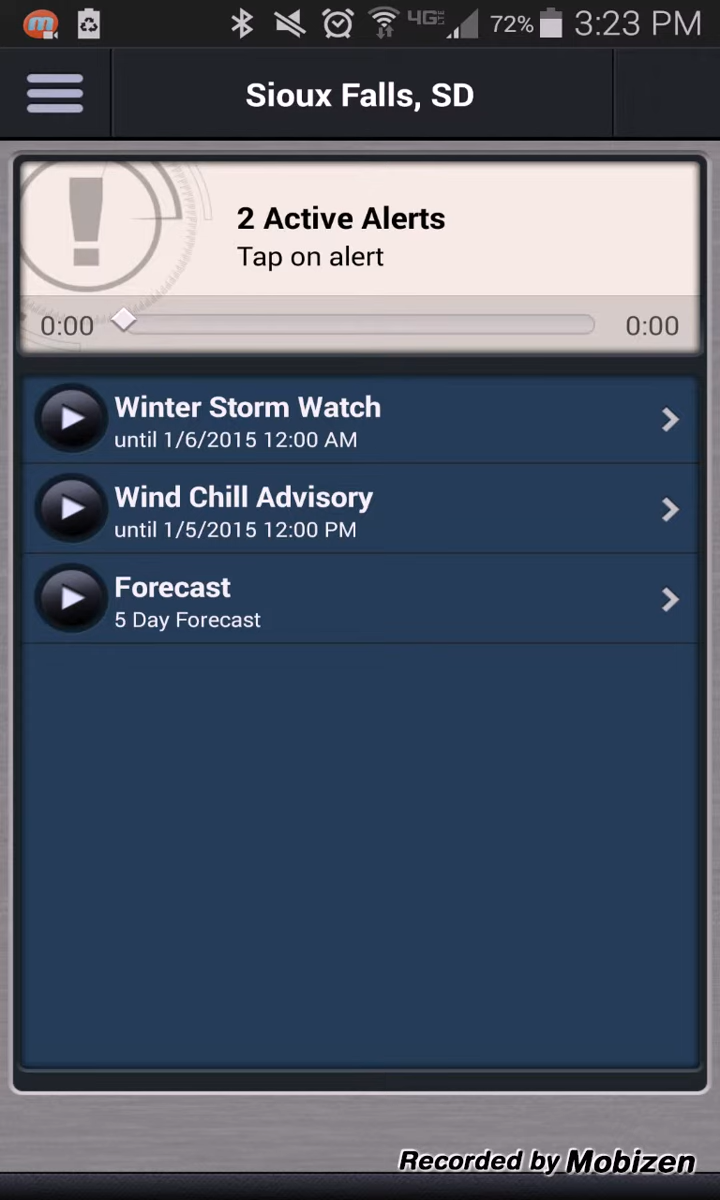 4G LTE 72% 3:23 PM
Sioux Falls, SD
2 Active Alerts
Tap on alert
0:00 0:00
Winter Storm Watch
until 1/6/2015 12:00 AM
Wind Chill Advisory
until 1/5/2015 12:00 PM
Forecast
5 Day Forecast
Recorded by Mobizen